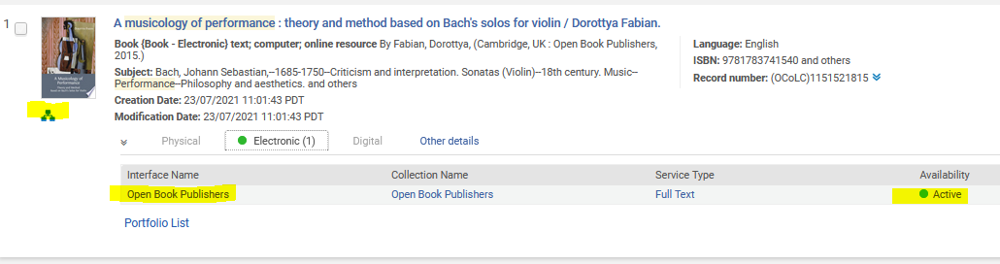 1
A musicology of performance : theory and method based on Bach's solos for violin / Dorottya Fabian.
Book {Book - Electronic} text; computer; online resource By Fabian, Dorottya, (Cambridge, UK : Open Book Publishers,
2015.)
Subject: Bach, Johann Sebastian,--1685-1750--Criticism and interpretation. Sonatas (Violin)--18th century. Music--
Performance--Philosophy and aesthetics. and others
Creation Date: 23/07/2021 11:01:43 PDT
Modification Date: 23/07/2021 11:01:43 PDT
Language: English
ISBN: 9781783741540 and others
Record number: (OCoLC)1151521815
A Musicology of
Performance
Physical Electronic (1) Digital Other details
Interface Name Collection Name Service Type Availability
Open Book Publishers Open Book Publishers Full Text Active
Portfolio List